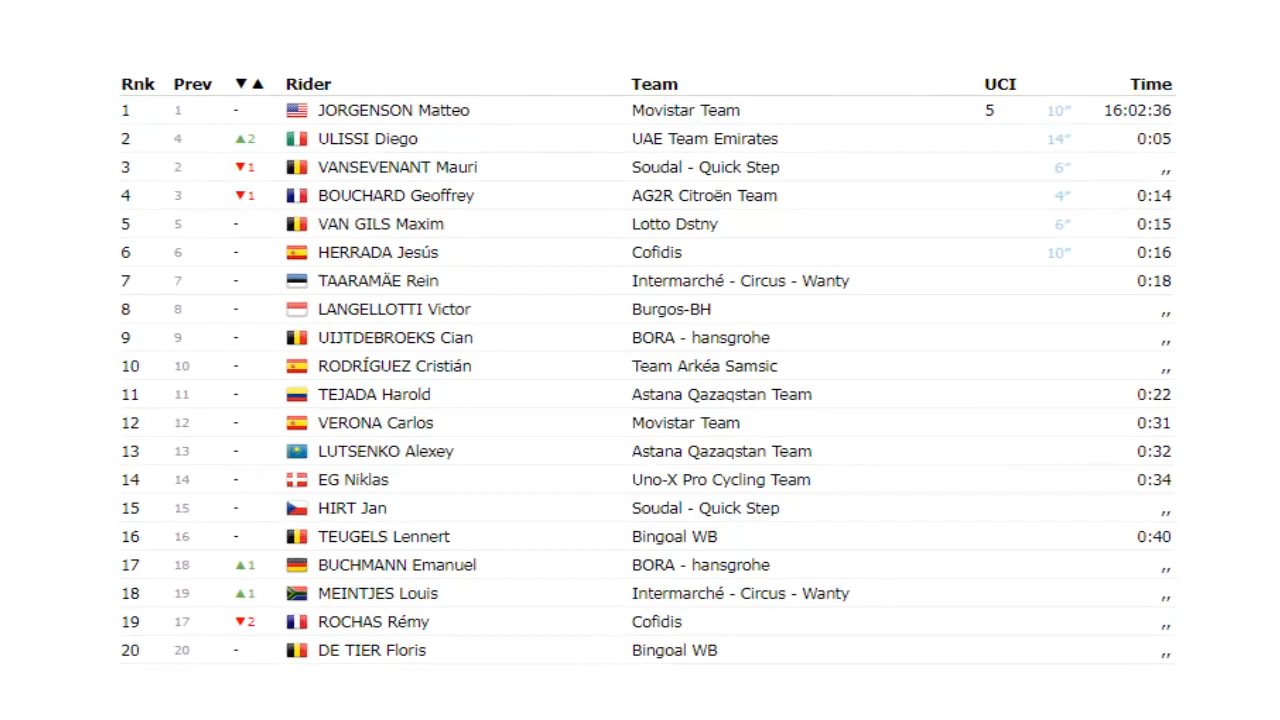 Rnk Prev ▼▲ Rider Team UCI Time
1 1 - JORGENSON Matteo Movistar Team 5 10″ 16:02:36
2 4 ▲2 ULISSI Diego UAE Team Emirates 14″ 0:05
3 2 ▼1 VANSEVENANT Mauri Soudal - Quick Step 6″ ,,
4 3 ▼1 BOUCHARD Geoffrey AG2R Citroën Team 4″ 0:14
5 5 - VAN GILS Maxim Lotto Dstny 6″ 0:15
6 6 - HERRADA Jesús Cofidis 10″ 0:16
7 7 - TAARAMÄE Rein Intermarché - Circus - Wanty 0:18
8 8 - LANGELLOTTI Victor Burgos-BH ,,
9 9 - UIJTDEBROEKS Cian BORA - hansgrohe ,,
10 10 - RODRÍGUEZ Cristián Team Arkéa Samsic ,,
11 11 - TEJADA Harold Astana Qazaqstan Team 0:22
12 12 - VERONA Carlos Movistar Team 0:31
13 13 - LUTSENKO Alexey Astana Qazaqstan Team 0:32
14 14 - EG Niklas Uno-X Pro Cycling Team 0:34
15 15 - HIRT Jan Soudal - Quick Step ,,
16 16 - TEUGELS Lennert Bingoal WB 0:40
17 18 ▲1 BUCHMANN Emanuel BORA - hansgrohe ,,
18 19 ▲1 MEINTJES Louis Intermarché - Circus - Wanty ,,
19 17 ▼2 ROCHAS Rémy Cofidis ,,
20 20 - DE TIER Floris Bingoal WB ,,